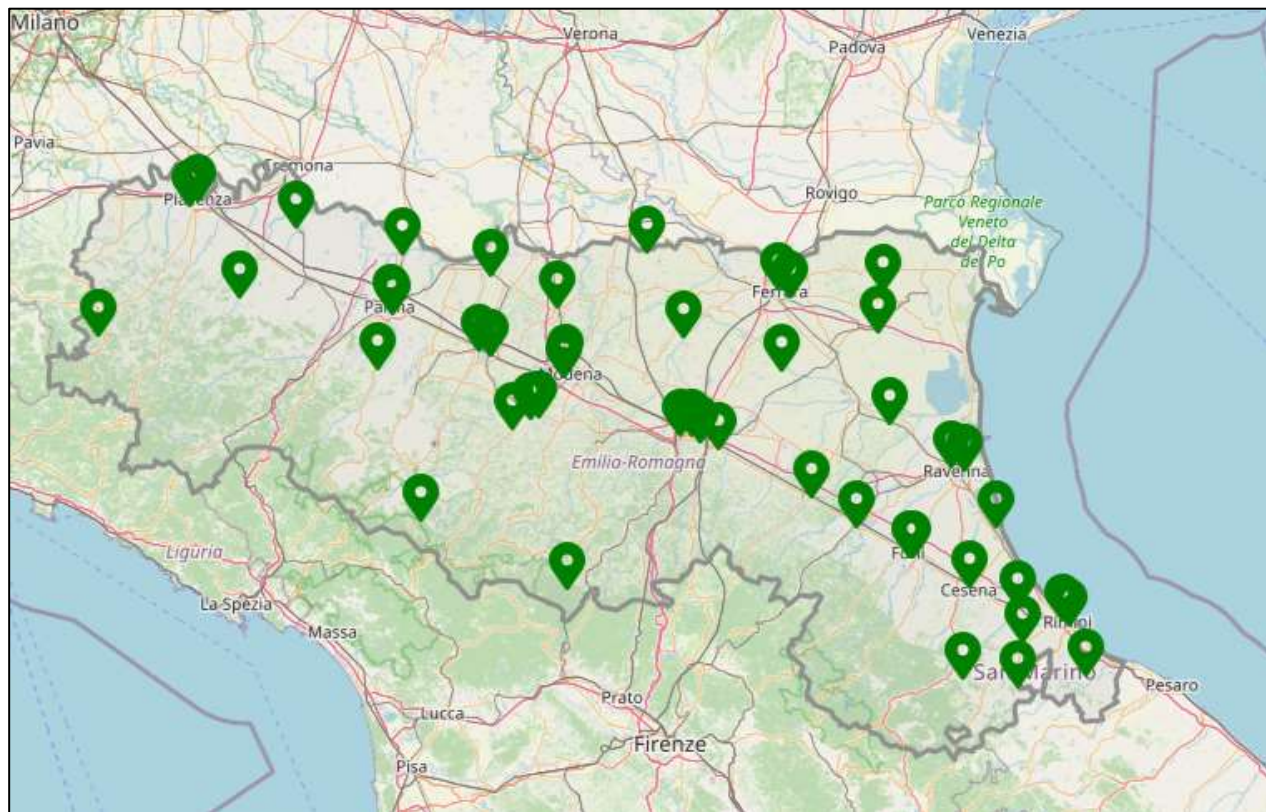 Milano
Verona
Padova
Venezia
Pavia
Cremona
Piacenza
Rovigo
Parco Regionale
Veneto
del Delta
del Po
Parma
Ferrara
Modena
Emilia-Romagna
Ravenna
Liguria
Forlì
La Spezia
Cesena
Massa
Rimini
San Marino
Pesaro
Prato
Lucca
Firenze
Pisa